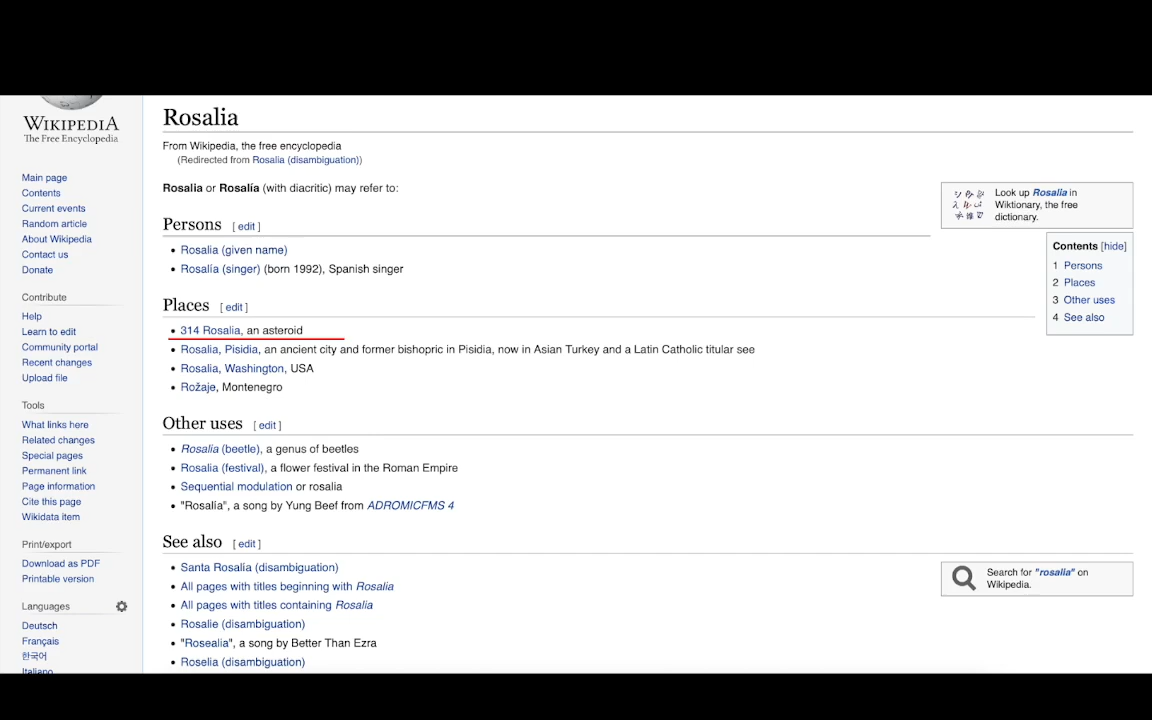 WIKIPEDIA
The Free Encyclopedia
Main page
Contents
Current events
Random article
About Wikipedia
Contact us
Donate
Contribute
Help
Learn to edit
Community portal
Recent changes
Upload file
Tools
What links here
Related changes
Special pages
Permanent link
Page information
Cite this page
Wikidata item
Print/export
Download as PDF
Printable version
Languages
Deutsch
Français
한국어
Italiano
Rosalia
From Wikipedia, the free encyclopedia
(Redirected from Rosalia (disambiguation))
Rosalia or Rosalía (with diacritic) may refer to:
Persons [ edit ]
Rosalia (given name)
Rosalía (singer) (born 1992), Spanish singer
Places [ edit ]
314 Rosalia, an asteroid
Rosalia, Pisidia, an ancient city and former bishopric in Pisidia, now in Asian Turkey and a Latin Catholic titular see
Rosalia, Washington, USA
Rožaje, Montenegro
Other uses [ edit ]
Rosalia (beetle), a genus of beetles
Rosalia (festival), a flower festival in the Roman Empire
Sequential modulation or rosalia
"Rosalía", a song by Yung Beef from ADROMICFMS 4
See also [ edit ]
Santa Rosalia (disambiguation)
All pages with titles beginning with Rosalia
All pages with titles containing Rosalia
Rosalie (disambiguation)
"Rosealia", a song by Better Than Ezra
Roselia (disambiguation)
Look up Rosalia in
Wiktionary, the free
dictionary.
Contents [hide]
1 Persons
2 Places
3 Other uses
4 See also
Search for "rosalia" on
Wikipedia.